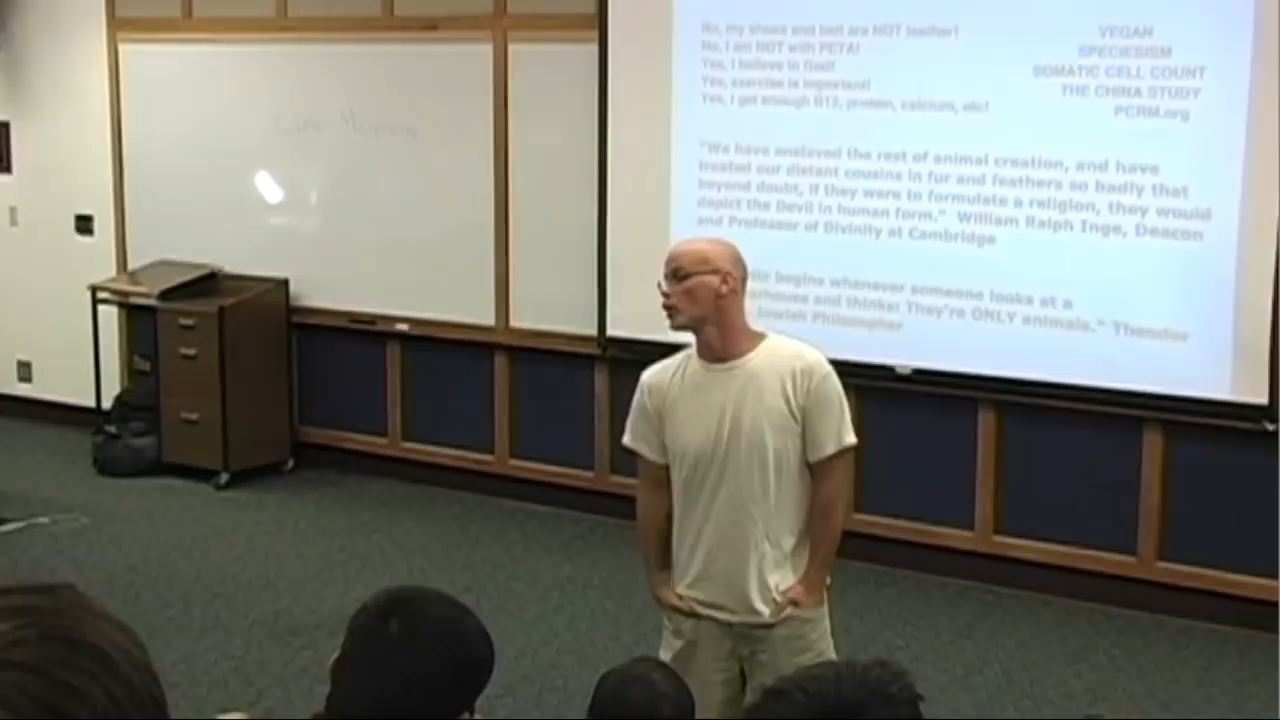 No, my shoes and belt are NOT leather!
No, I am NOT with PETA!
Yes, I believe in God!
Yes, exercise is important!
Yes, I get enough B12, protein, calcium, etc!
VEGAN
SPECIESISM
SOMATIC CELL COUNT
THE CHINA STUDY
PCRM.org
"We have enslaved the rest of animal creation, and have
treated our distant cousins in fur and feathers so badly that
beyond doubt, if they were to formulate a religion, they would
depict the Devil in human form." William Ralph Inge, Deacon
and Professor of Divinity at Cambridge
begins whenever someone looks at a
and thinks: They're ONLY animals." Theodor
Jewish Philosopher